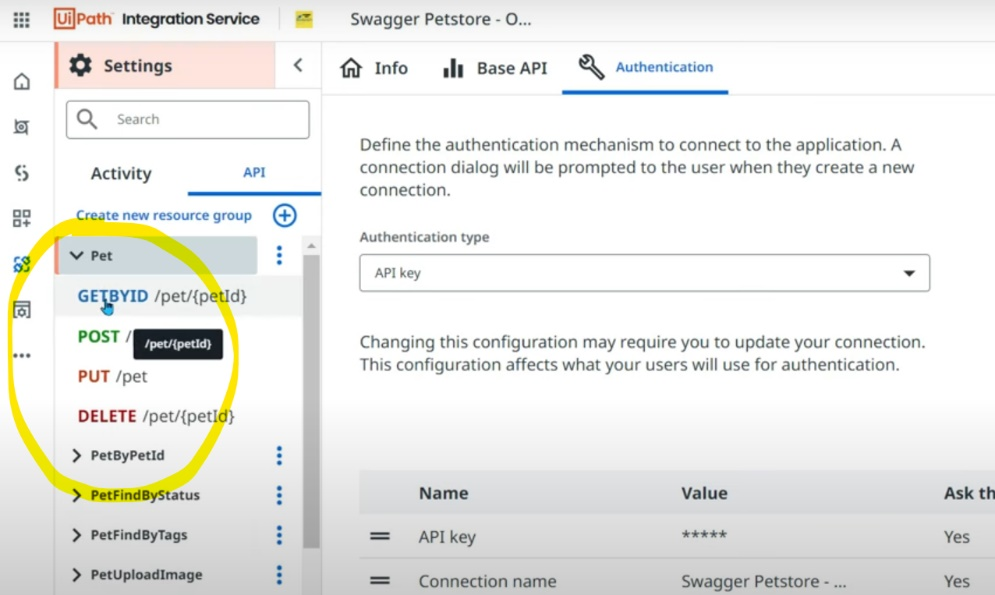 UiPath Integration Service
Swagger Petstore - O...
Settings
Info
Base API
Authentication
Search
Activity
API
Create new resource group
Pet
GETBYID /pet/{petId}
POST /
/pet/{petId}
PUT /pet
DELETE /pet/{petId}
PetByPetId
PetFindByStatus
PetFindByTags
PetUploadImage
Define the authentication mechanism to connect to the application. A
connection dialog will be prompted to the user when they create a new
connection.
Authentication type
API key
Changing this configuration may require you to update your connection.
This configuration affects what your users will use for authentication.
Name Value Ask th
API key ***** Yes
Connection name Swagger Petstore - ... Yes